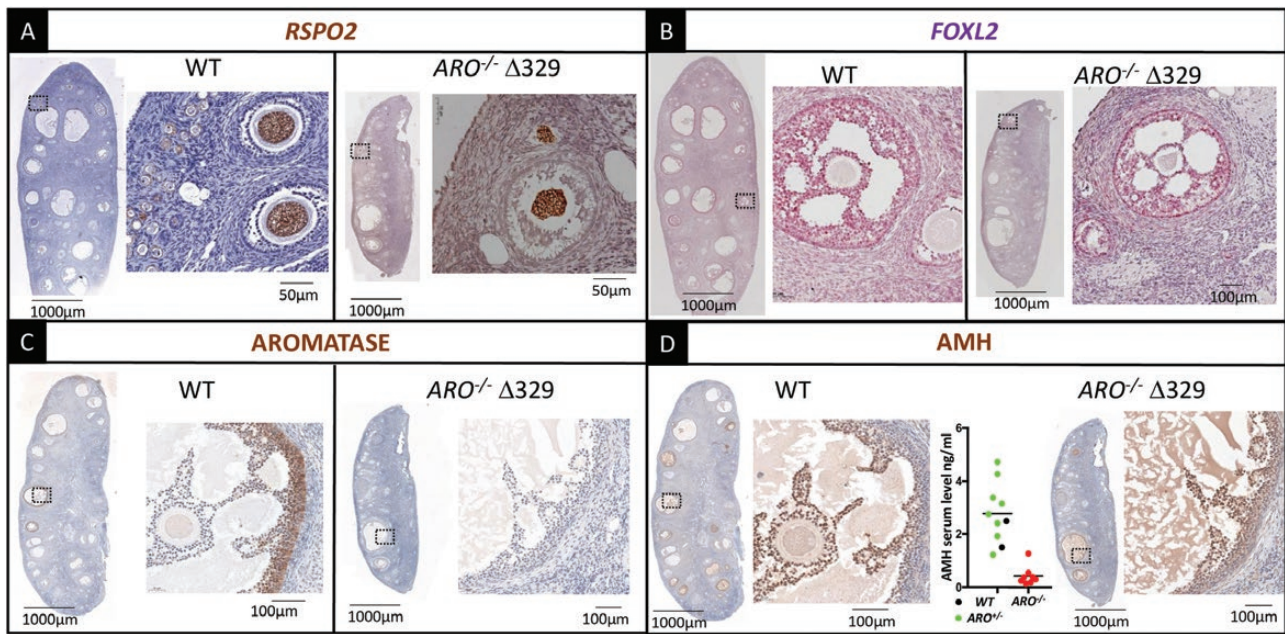 A
RSPO2
WT
ARO-/- Δ329
1000μm
50μm
1000μm
50μm
B
FOXL2
WT
ARO-/- Δ329
1000μm
1000μm
100μm
C
AROMATASE
WT
ARO-/- Δ329
1000μm
100μm
1000μm
100μm
D
AMH
WT
ARO-/- Δ329
1000μm
100μm
AMH serum level ng/ml
6
4
2
0
WT
ARO+/-
ARO-/-
1000μm
100μm